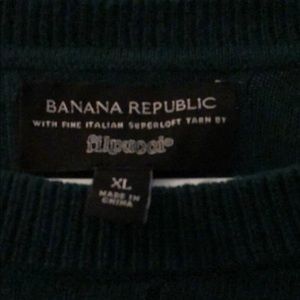 BANANA REPUBLIC
WITH FINE ITALIAN SUPERLOFT YARN BY
filpucci®
XL
MADE IN
CHINA